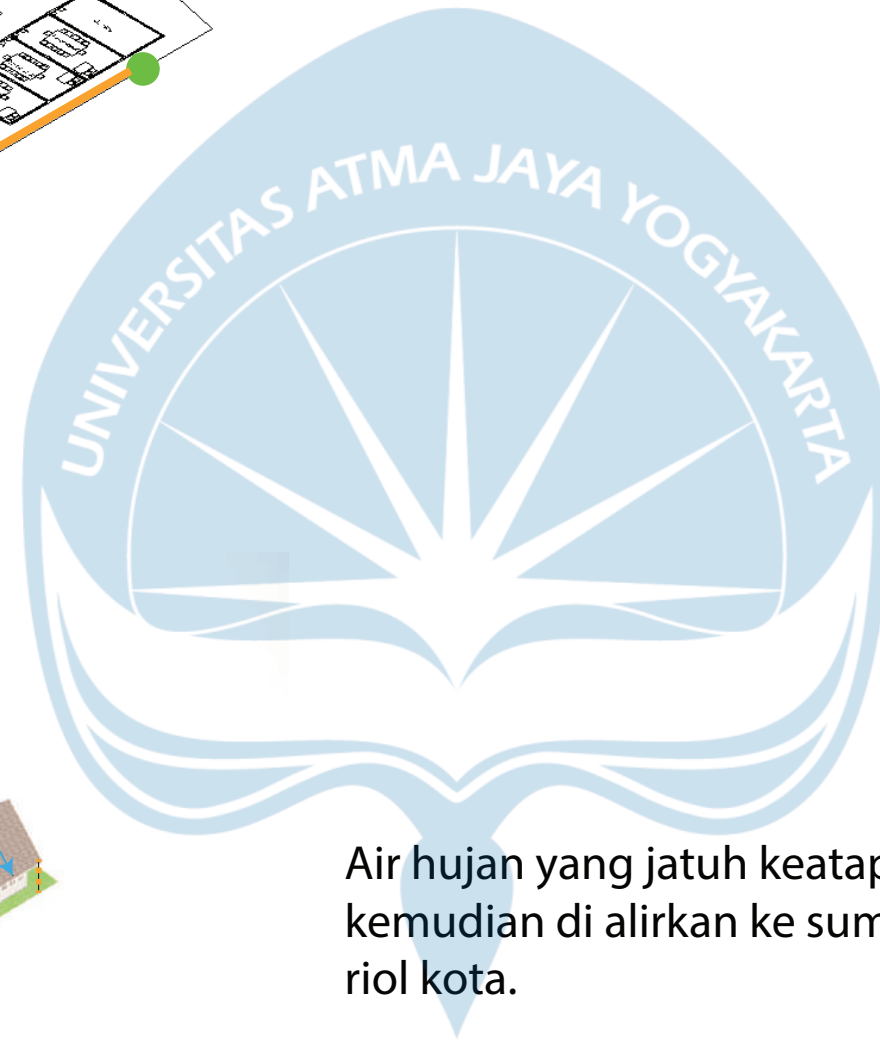 UNIVERSITAS ATMA JAYA YOGYAKARTA
Air hujan yang jatuh keatap
kemudian di alirkan ke sum
riol kota.